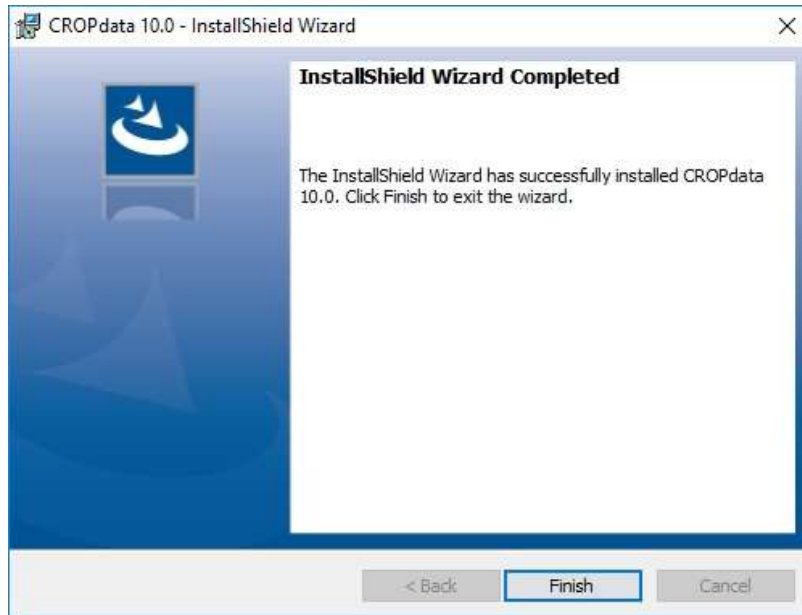 CROPdata 10.0 - InstallShield Wizard
InstallShield Wizard Completed
The InstallShield Wizard has successfully installed CROPdata
10.0. Click Finish to exit the wizard.
< Back
Finish
Cancel